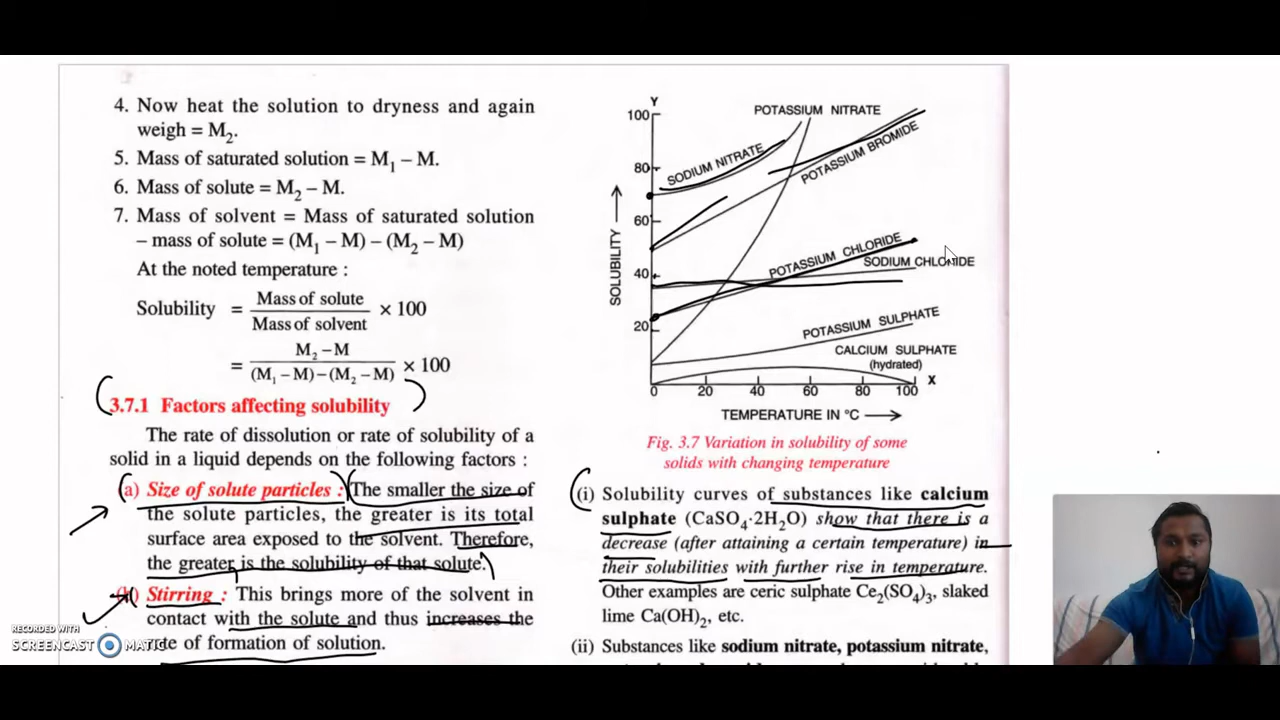 4. Now heat the solution to dryness and again
weigh = M₂.
5. Mass of saturated solution = M₁ – M.
6. Mass of solute = M₂ – M.
7. Mass of solvent = Mass of saturated solution
– mass of solute = (M₁ – M) – (M₂ – M)
At the noted temperature :
Solubility = Mass of solute / Mass of solvent × 100
= M₂ – M / (M₁ – M) – (M₂ – M) × 100
3.7.1 Factors affecting solubility
The rate of dissolution or rate of solubility of a
solid in a liquid depends on the following factors :
(a) Size of solute particles : The smaller the size of
the solute particles, the greater is its total
surface area exposed to the solvent. Therefore,
the greater is the solubility of that solute.
Stirring : This brings more of the solvent in
contact with the solute and thus increases the
rate of formation of solution.
Y
100
80
60
40
20
0
SOLUBILITY
POTASSIUM NITRATE
SODIUM NITRATE
POTASSIUM BROMIDE
POTASSIUM CHLORIDE
SODIUM CHLORIDE
POTASSIUM SULPHATE
CALCIUM SULPHATE
(hydrated)
X
20 40 60 80 100
TEMPERATURE IN °C
Fig. 3.7 Variation in solubility of some
solids with changing temperature
(i) Solubility curves of substances like calcium
sulphate (CaSO₄·2H₂O) show that there is a
decrease (after attaining a certain temperature) in
their solubilities with further rise in temperature.
Other examples are ceric sulphate Ce₂(SO₄)₃, slaked
lime Ca(OH)₂, etc.
(ii) Substances like sodium nitrate, potassium nitrate,
RECORDED WITH
SCREENCAST MATIC